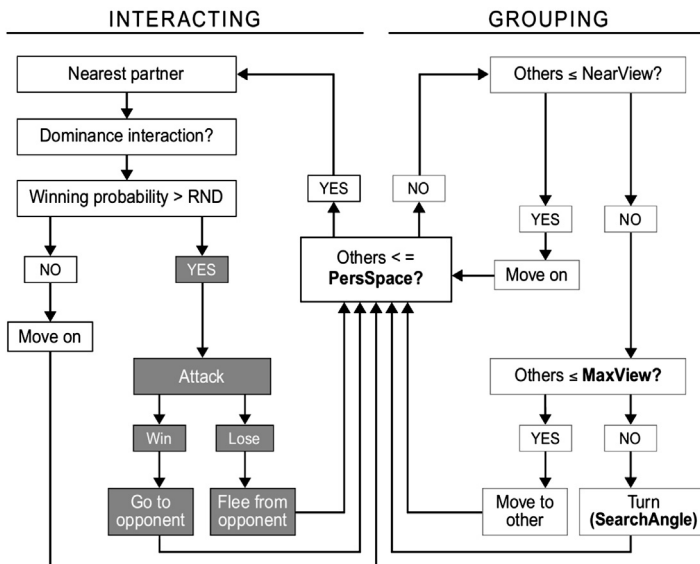 INTERACTING
GROUPING
Nearest partner
Dominance interaction?
Winning probability > RND
NO
YES
Move on
Attack
Win
Lose
Go to
opponent
Flee from
opponent
YES
NO
Others < =
PersSpace?
Others ≤ NearView?
YES
NO
Move on
Others ≤ MaxView?
YES
NO
Move to
other
Turn
(SearchAngle)